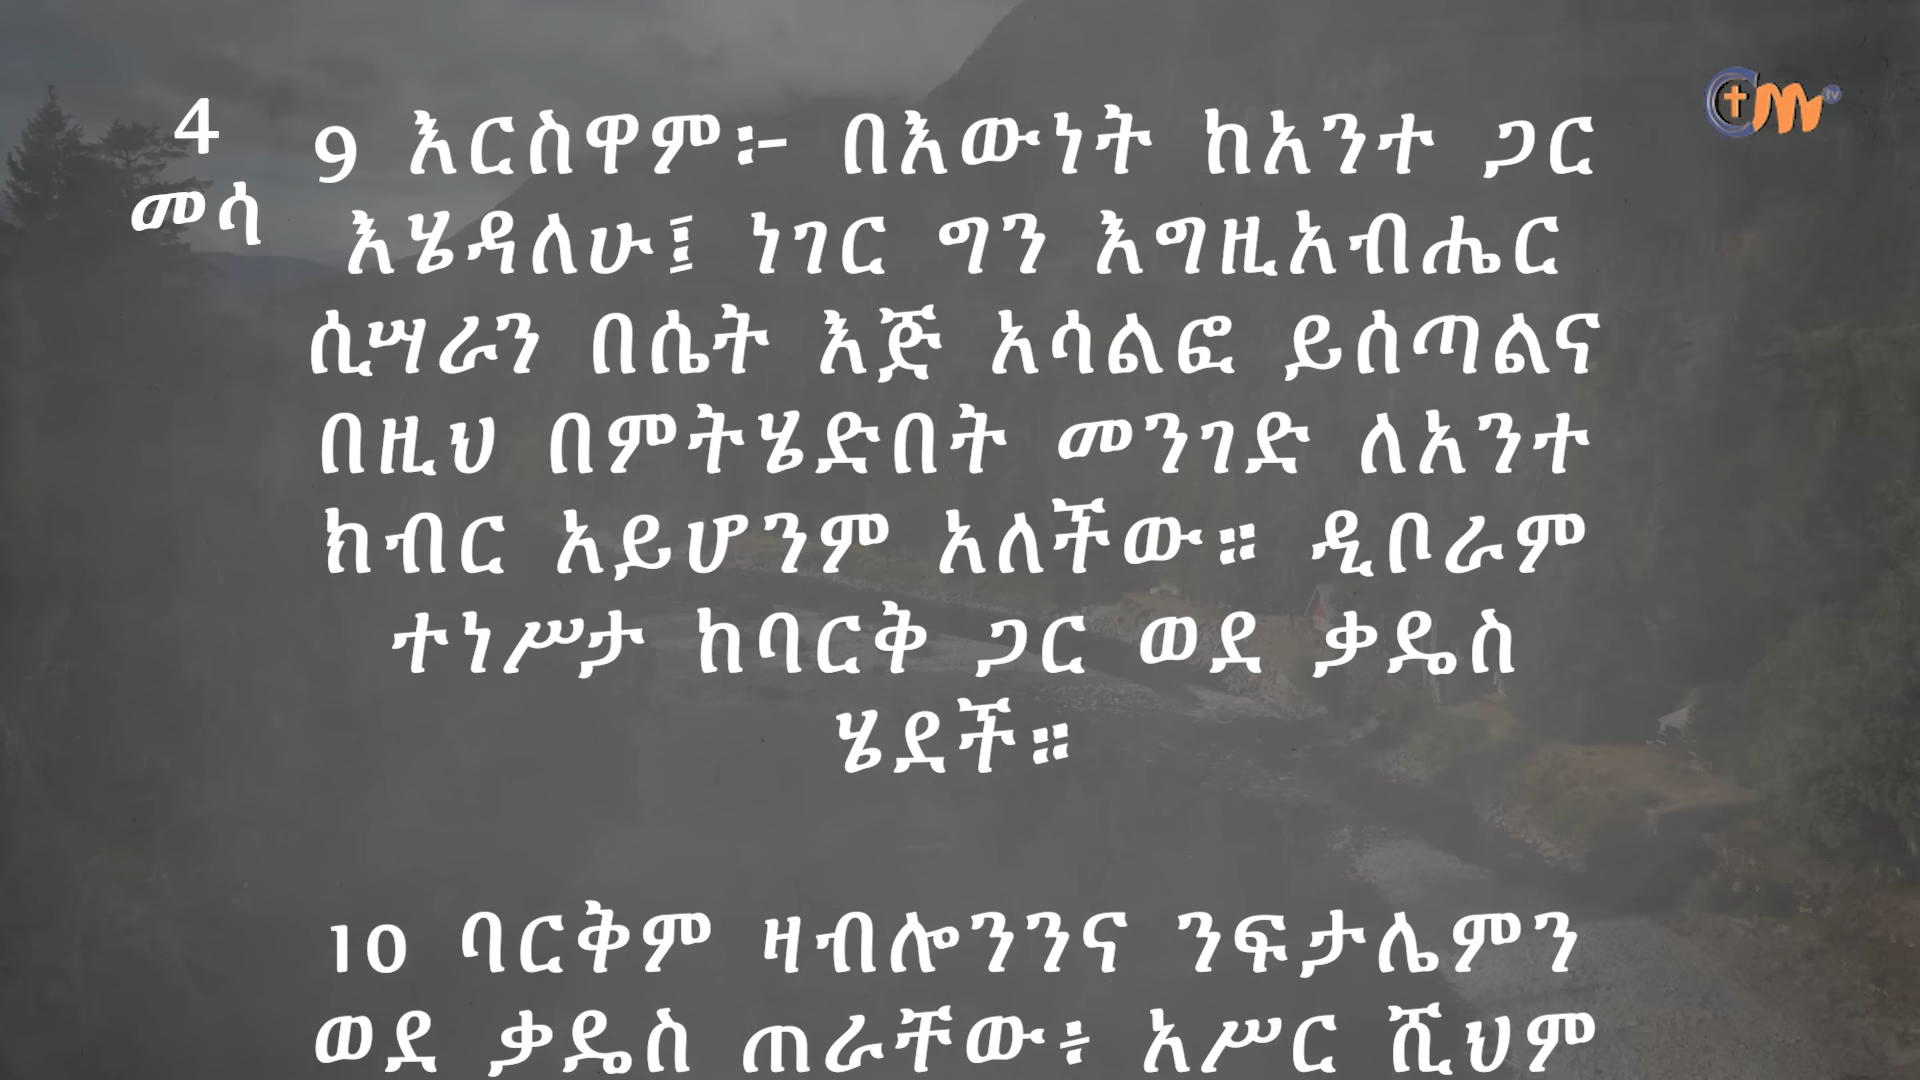 4
መሳ
9 እርስዋም፦ በእውነት ከአንተ ጋር
እሄዳለሁ፤ ነገር ግን እግዚአብሔር
ሲሣራን በሴት እጅ አሳልፎ ይሰጣልና
በዚህ በምትሄድበት መንገድ ለአንተ
ክብር አይሆንም አለችው። ዲቦራም
ተነሥታ ከባርቅ ጋር ወደ ቃዴስ
ሄደች።
10 ባርቅም ዛብሎንንና ንፍታሌምን
ወደ ቃዴስ ጠራቸው፥ አሥር ሺህም